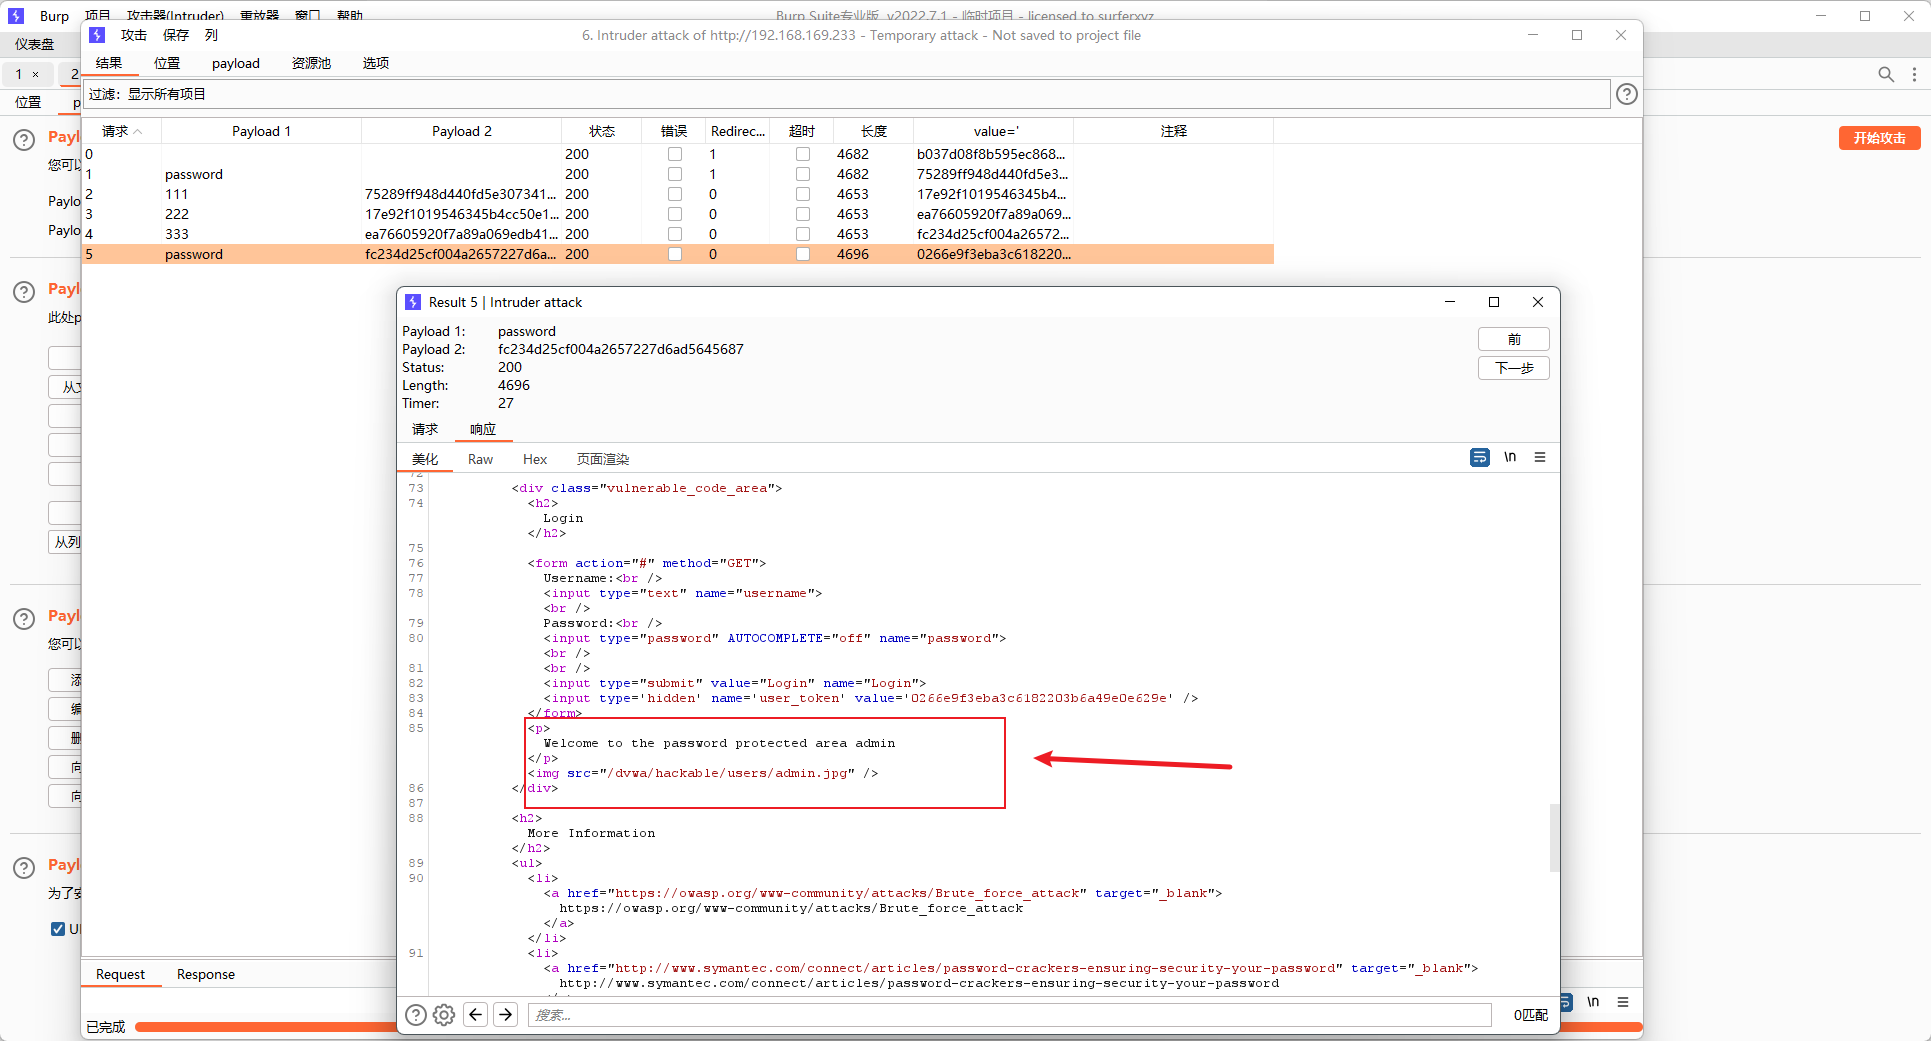 Burp 项目 攻击器(Intruder) 重放器 窗口 帮助
Burp Suite专业版 v2022.7.1 - 临时项目 - licensed to surferxyz
仪表盘
攻击 保存 列
6. Intruder attack of http://192.168.169.233 - Temporary attack - Not saved to project file
1 × 2
结果 位置 payload 资源池 选项
位置 p
过滤：显示所有项目
Payl
您可以
Paylo
Paylo
开始攻击
请求 Payload 1 Payload 2 状态 错误 Redirec... 超时 长度 value=' 注释
0 200 1 4682 b037d08f8b595ec868...
1 password 200 1 4682 75289ff948d440fd5e3...
2 111 75289ff948d440fd5e307341... 200 0 4653 17e92f1019546345b4...
3 222 17e92f1019546345b4cc50e1... 200 0 4653 ea76605920f7a89a069...
4 333 ea76605920f7a89a069edb41... 200 0 4653 fc234d25cf004a26572...
5 password fc234d25cf004a2657227d6a... 200 0 4696 0266e9f3eba3c618220...
Payl
此处p
从文
从列
Payl
您可以
添
编
删
向
向
Payl
为了安
U
Result 5 | Intruder attack
Payload 1: password
Payload 2: fc234d25cf004a2657227d6ad5645687
Status: 200
Length: 4696
Timer: 27
前
下一步
请求 响应
美化 Raw Hex 页面渲染
\n
72
73 <div class="vulnerable_code_area">
74 <h2>
Login
</h2>
75
76 <form action="#" method="GET">
77 Username:<br />
78 <input type="text" name="username">
<br />
79 Password:<br />
80 <input type="password" AUTOCOMPLETE="off" name="password">
<br />
81 <br />
82 <input type="submit" value="Login" name="Login">
83 <input type='hidden' name='user_token' value='0266e9f3eba3c6182203b6a49e0e629e' />
84 </form>
85 <p>
Welcome to the password protected area admin
</p>
<img src="/dvwa/hackable/users/admin.jpg" />
86 </div>
87
88 <h2>
More Information
</h2>
89 <ul>
90 <li>
<a href="https://owasp.org/www-community/attacks/Brute_force_attack" target="_blank">
https://owasp.org/www-community/attacks/Brute_force_attack
</a>
</li>
91 <li>
<a href="http://www.symantec.com/connect/articles/password-crackers-ensuring-security-your-password" target="_blank">
http://www.symantec.com/connect/articles/password-crackers-ensuring-security-your-password
搜索...
0匹配
Request Response
\n
已完成